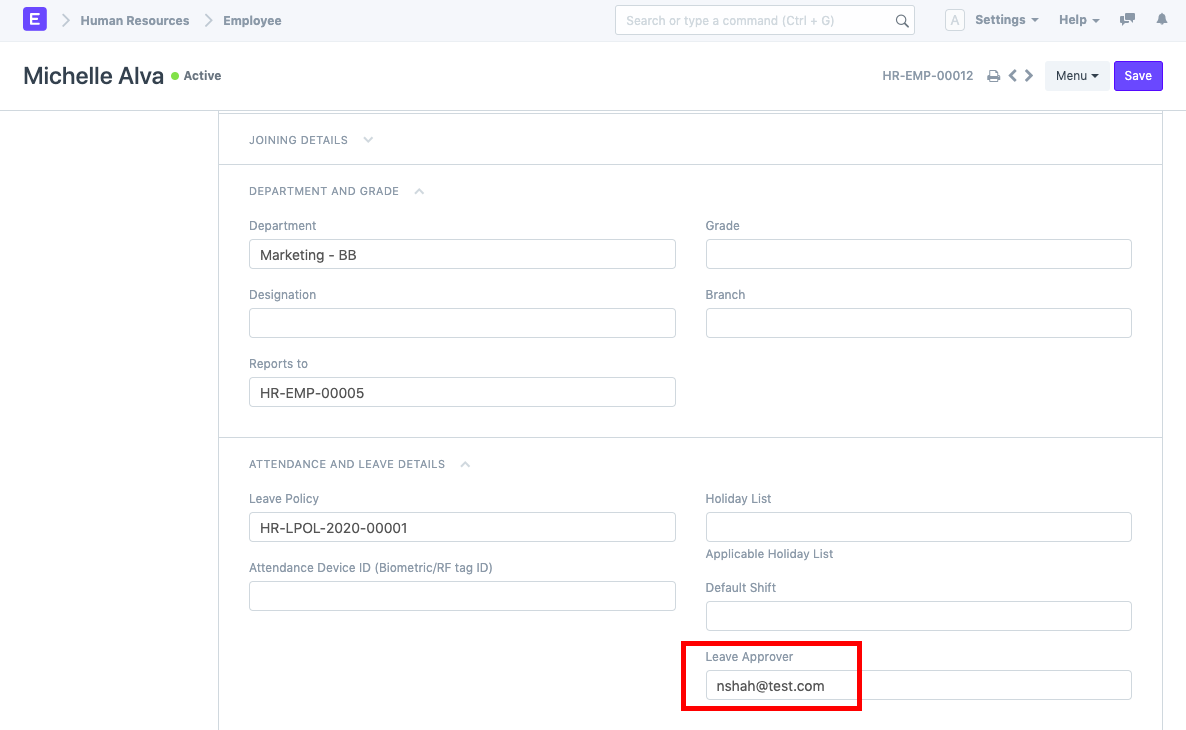 E Human Resources Employee Search or type a command (Ctrl + G) A Settings Help
Michelle Alva Active HR-EMP-00012 Menu Save
JOINING DETAILS
DEPARTMENT AND GRADE
Department Grade
Marketing - BB
Designation Branch
Reports to
HR-EMP-00005
ATTENDANCE AND LEAVE DETAILS
Leave Policy Holiday List
HR-LPOL-2020-00001
Applicable Holiday List
Attendance Device ID (Biometric/RF tag ID)
Default Shift
Leave Approver
nshah@test.com